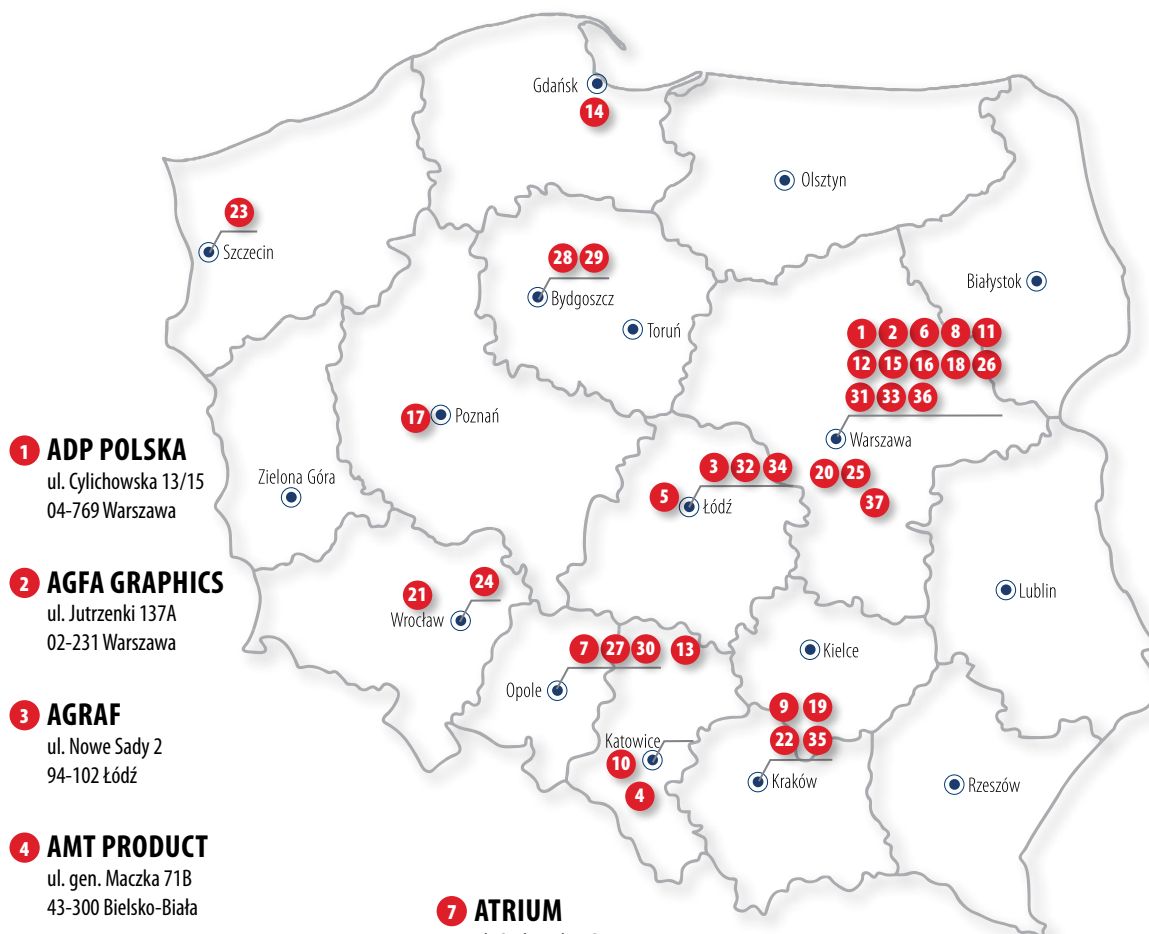 Gdańsk
14
Olsztyn
23
Szczecin
28 29
Bydgoszcz
Toruń
Białystok
1 2 6 8 11
12 15 16 18 26
31 33 36
Warszawa
17 Poznań
20 25
37
3 32 34
5
Łódź
Zielona Góra
21 24
Wrocław
Lublin
7 27 30 13
Opole
Kielce
9 19
22 35
Kraków
Katowice
10
4
Rzeszów
1 ADP POLSKA
ul. Cylichowska 13/15
04-769 Warszawa
2 AGFA GRAPHICS
ul. Jutrzenki 137A
02-231 Warszawa
3 AGRAF
ul. Nowe Sady 2
94-102 Łódź
4 AMT PRODUCT
ul. gen. Maczka 71B
43-300 Bielsko-Biała
7 ATRIUM